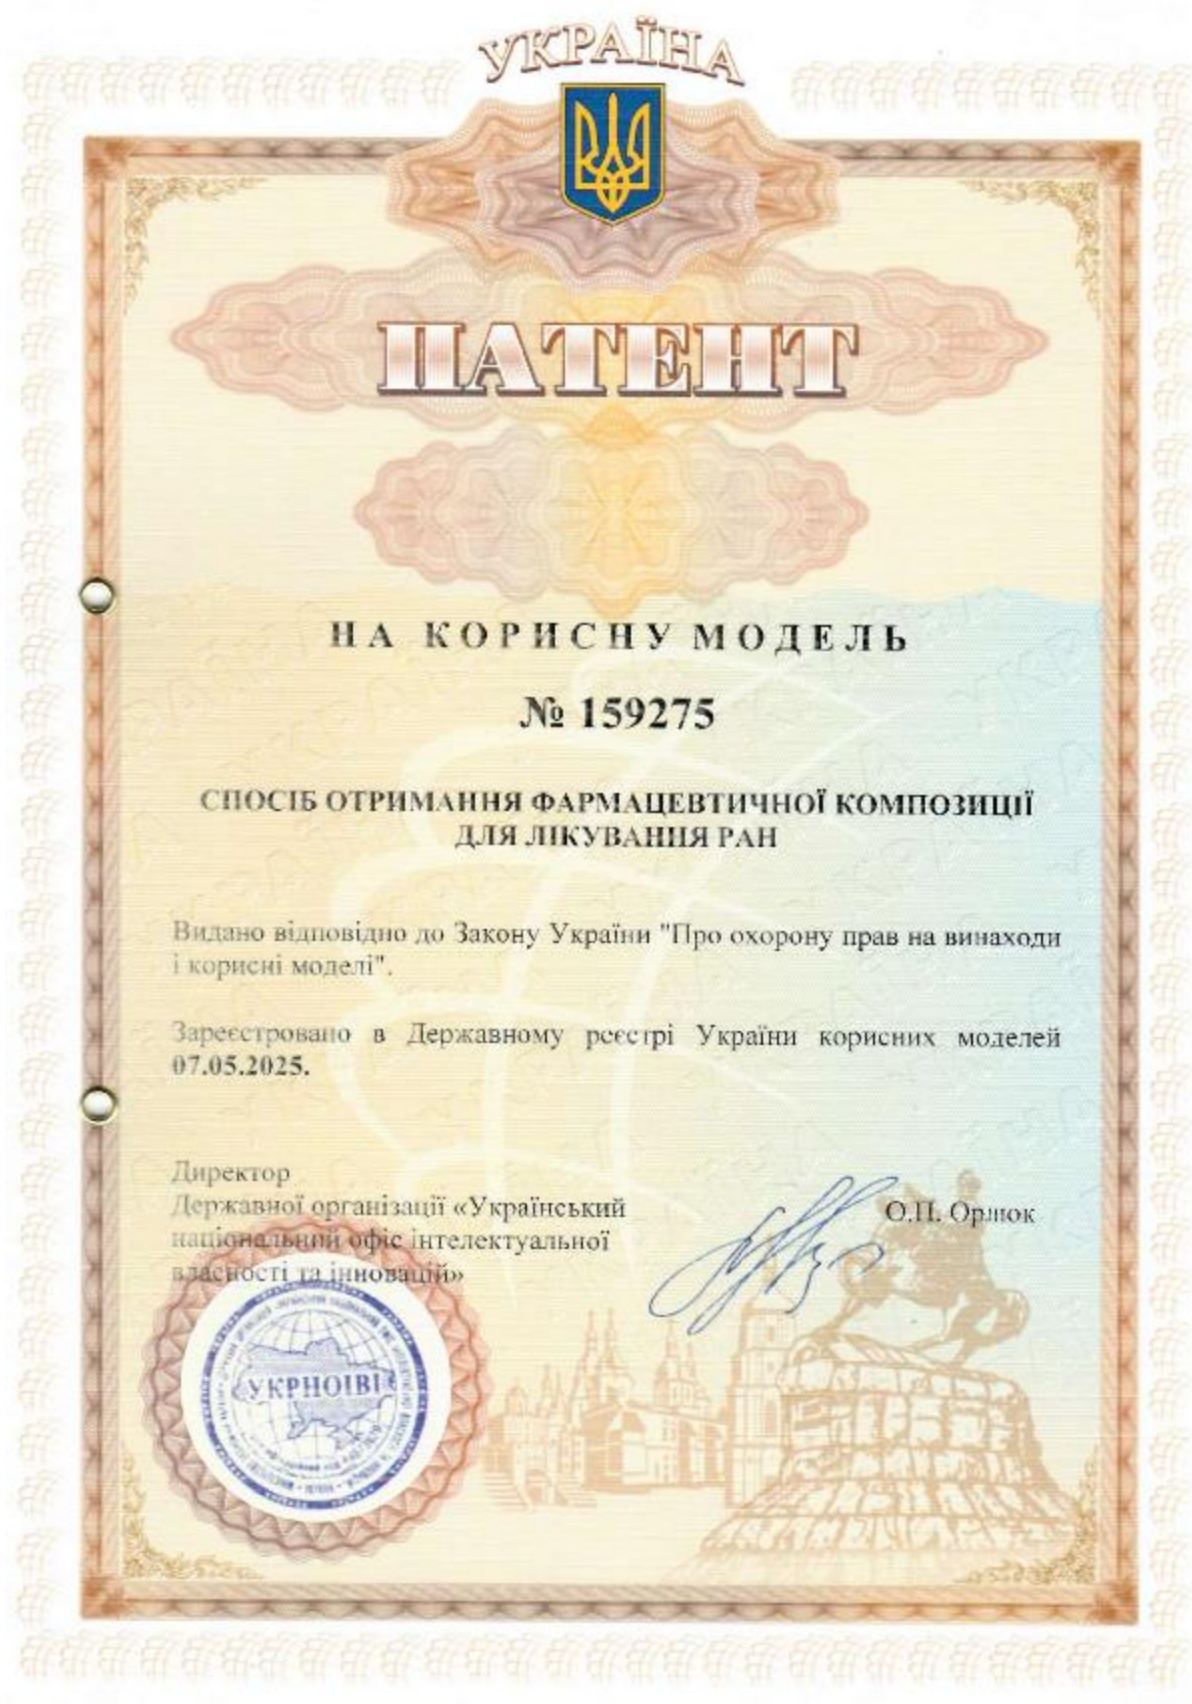 УКРАЇНА
ПАТЕНТ
НА КОРИСНУ МОДЕЛЬ
№ 159275
СПОСІБ ОТРИМАННЯ ФАРМАЦЕВТИЧНОЇ КОМПОЗИЦІЇ
ДЛЯ ЛІКУВАННЯ РАН
Видано відповідно до Закону України "Про охорону прав на винаходи
і корисні моделі".
Зареєстровано в Державному реєстрі України корисних моделей
07.05.2025.
Директор
Державної організації «Український
національний офіс інтелектуальної
власності та інновацій»
О.П. Орлюк
УКРНОІВІ